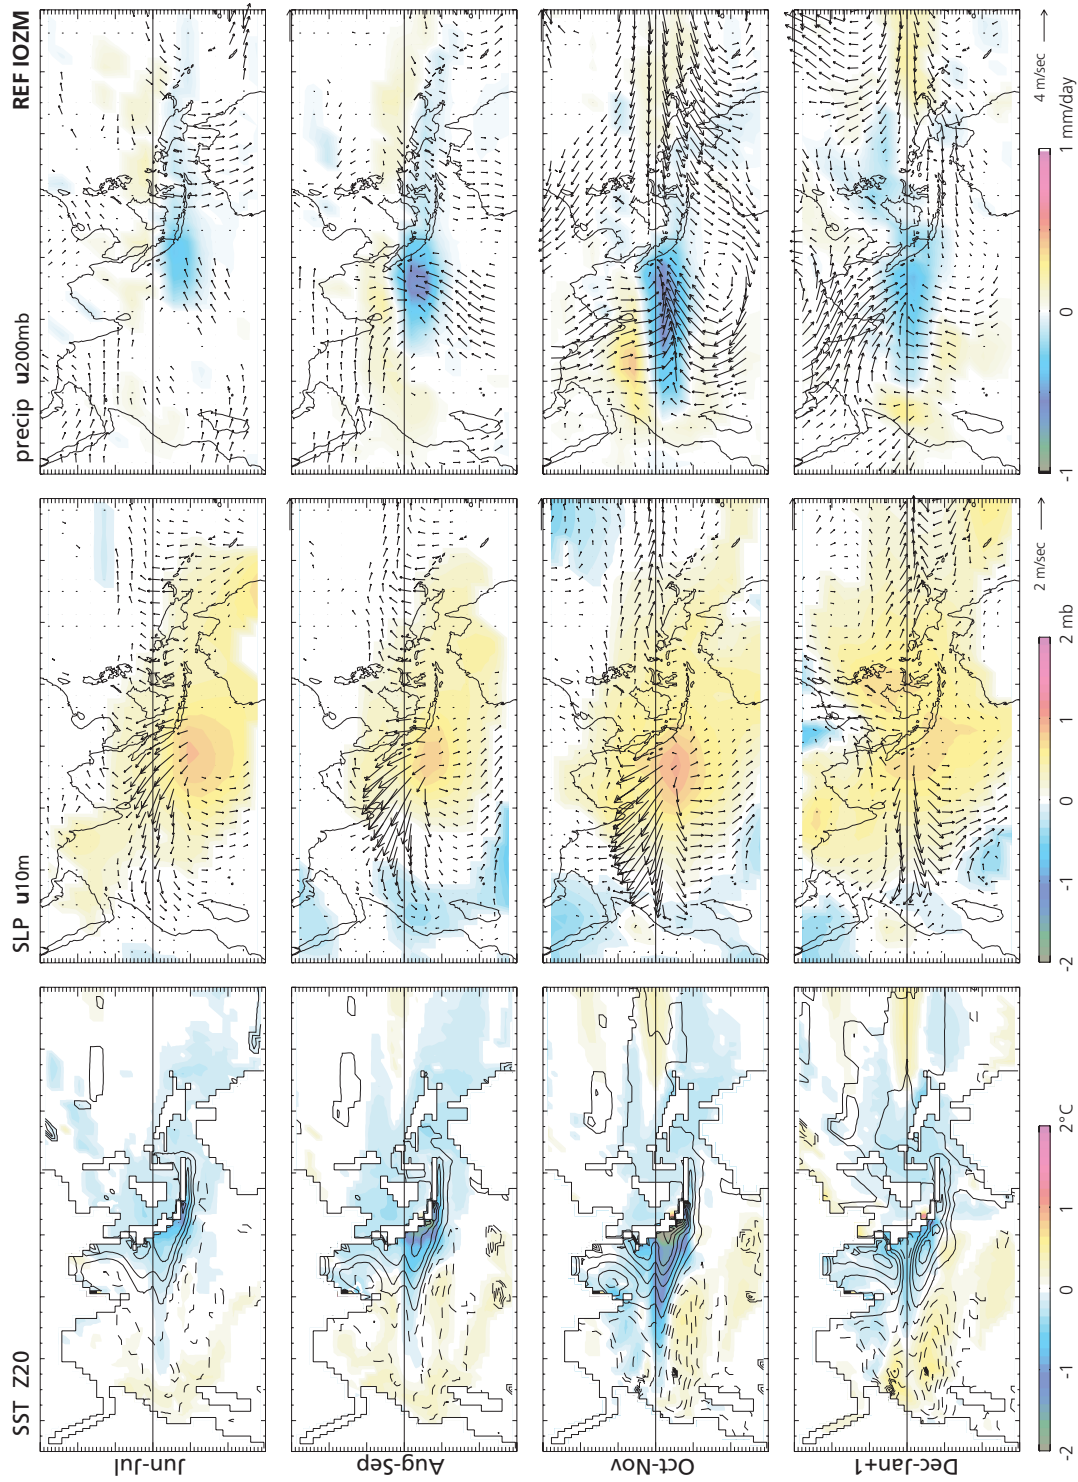 REF IOZM
SST Z20
SLP u10m
precip u200mb
Jun-Jul
Aug-Sep
Oct-Nov
Dec-Jan+1
2 m/sec
4 m/sec
-2 -1 0 1 2°C
-2 -1 0 1 2 mb
-1 0 1 mm/day